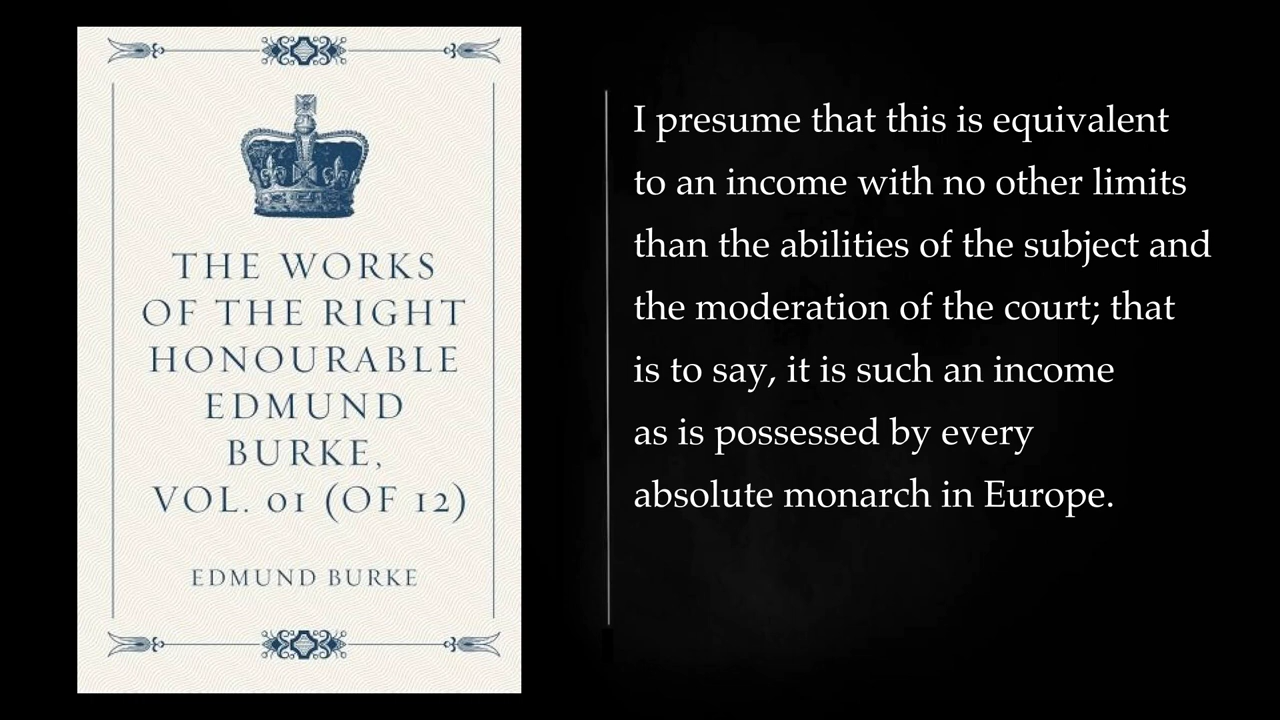 THE WORKS
OF THE RIGHT
HONOURABLE
EDMUND
BURKE,
VOL. 01 (OF 12)
EDMUND BURKE
I presume that this is equivalent
to an income with no other limits
than the abilities of the subject and
the moderation of the court; that
is to say, it is such an income
as is possessed by every
absolute monarch in Europe.